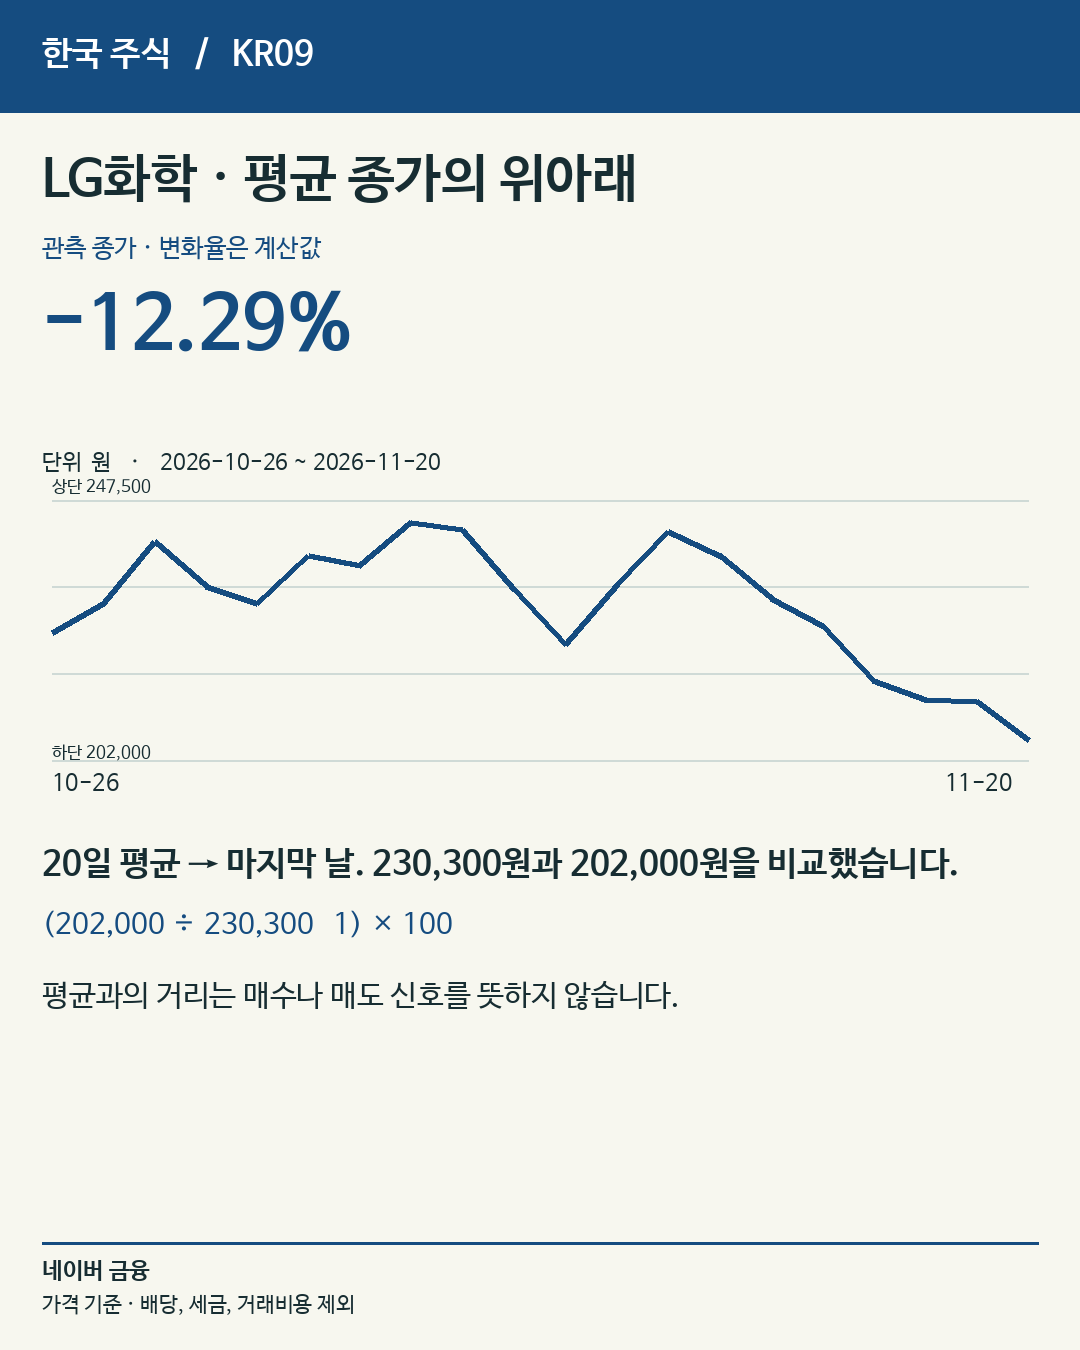 한국 주식 / KR09
LG화학 · 평균 종가의 위아래
관측 종가 · 변화율은 계산값
-12.29%
단위 원 · 2026-10-26 ~ 2026-11-20
상단 247,500
하단 202,000
10-26 11-20
20일 평균 → 마지막 날. 230,300원과 202,000원을 비교했습니다.
(202,000 ÷ 230,300 1) × 100
평균과의 거리는 매수나 매도 신호를 뜻하지 않습니다.
네이버 금융
가격 기준 · 배당, 세금, 거래비용 제외